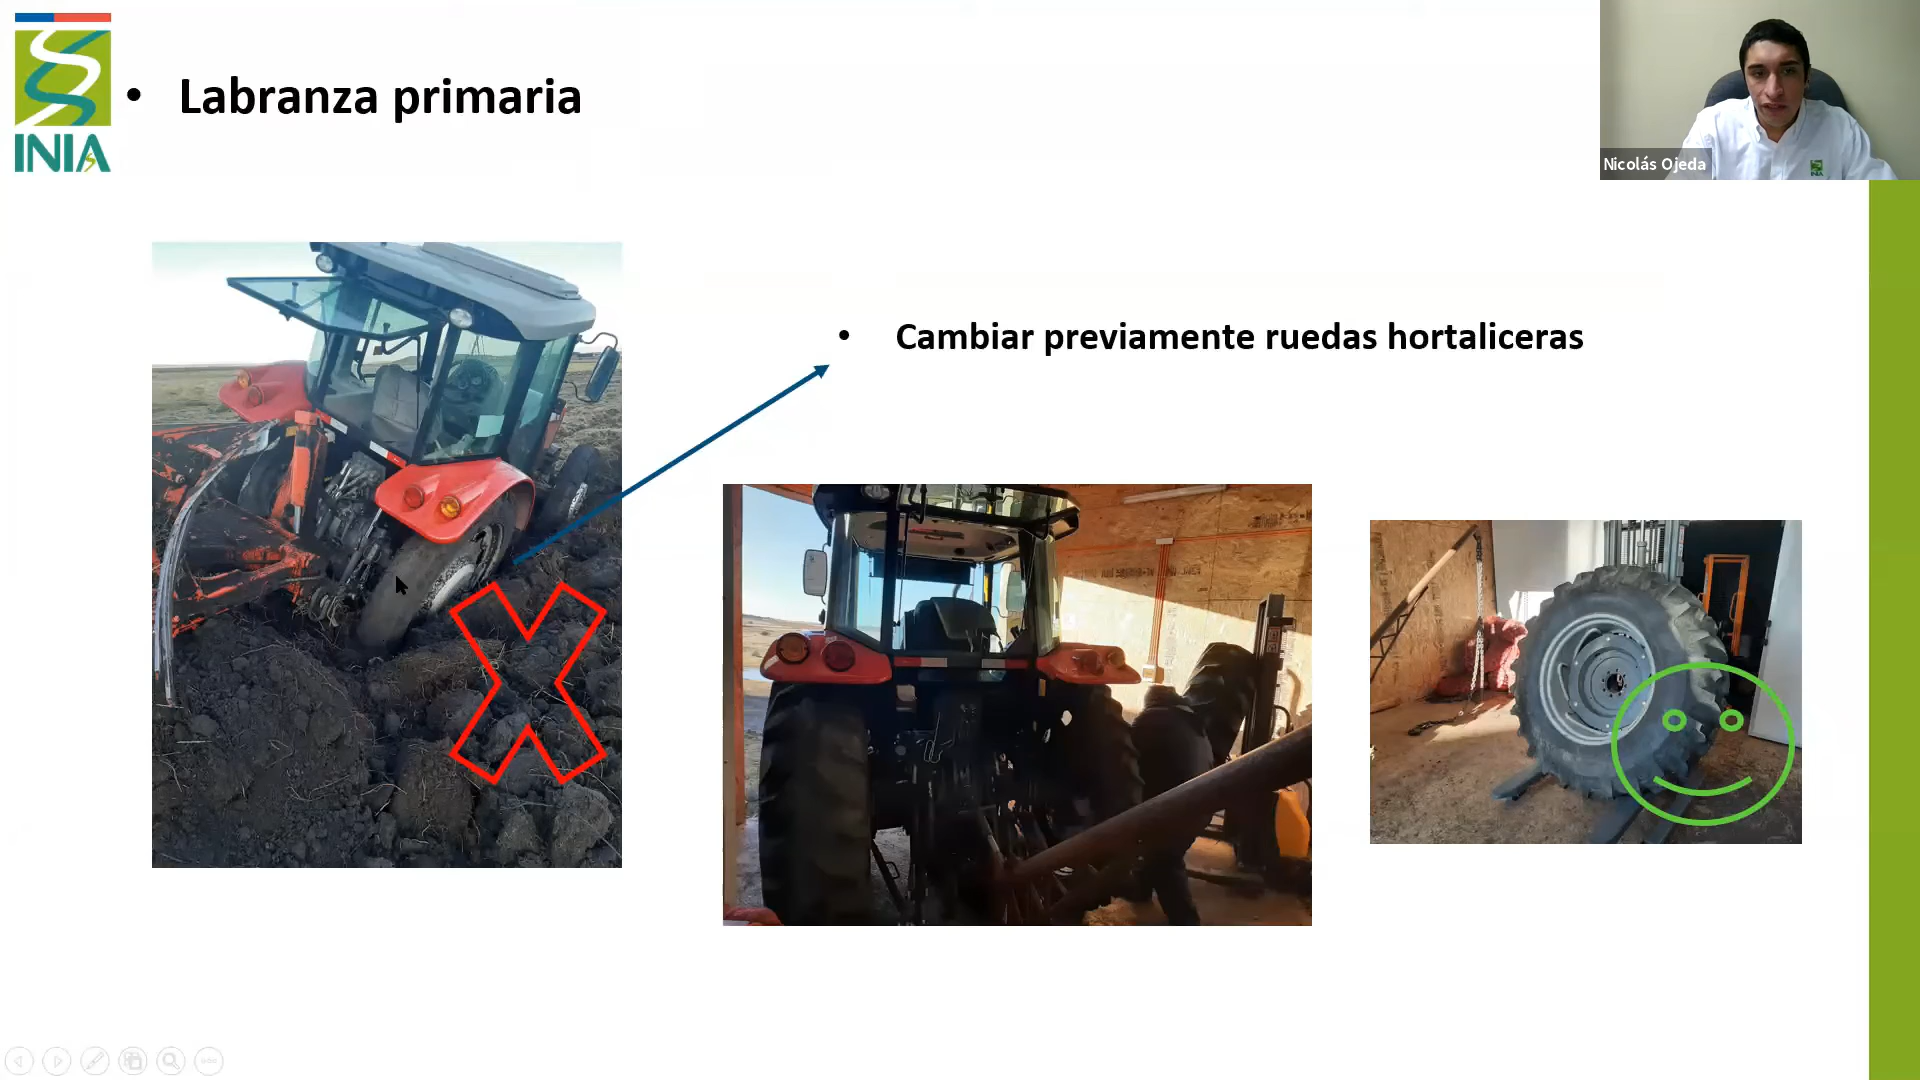 INIA
• Labranza primaria
Nicolás Ojeda
• Cambiar previamente ruedas hortaliceras